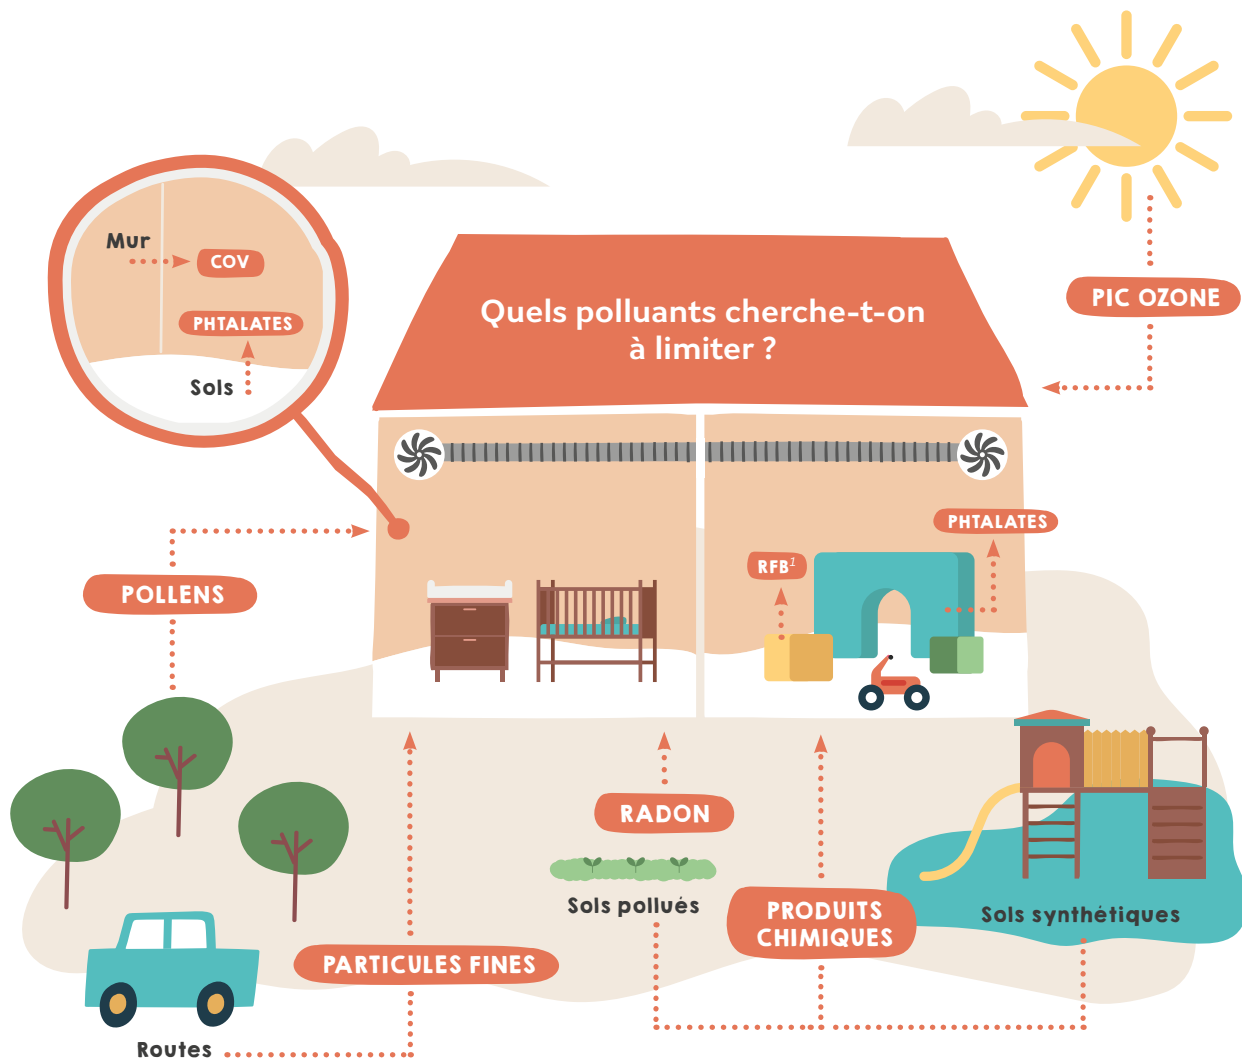 Mur
COV
PHTALATES
Sols
PIC OZONE
Quels polluants cherche-t-on
à limiter ?
PHTALATES
RFB¹
POLLENS
RADON
Sols pollués
PRODUITS
CHIMIQUES
Sols synthétiques
PARTICULES FINES
Routes